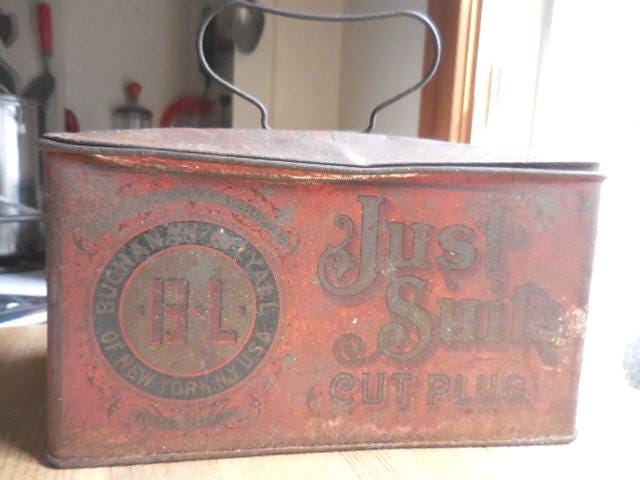 BUCHANAN & LYALL
OF NEW YORK. N.Y. U.S.A.
B·L·
Just
Suits
CUT PLUG